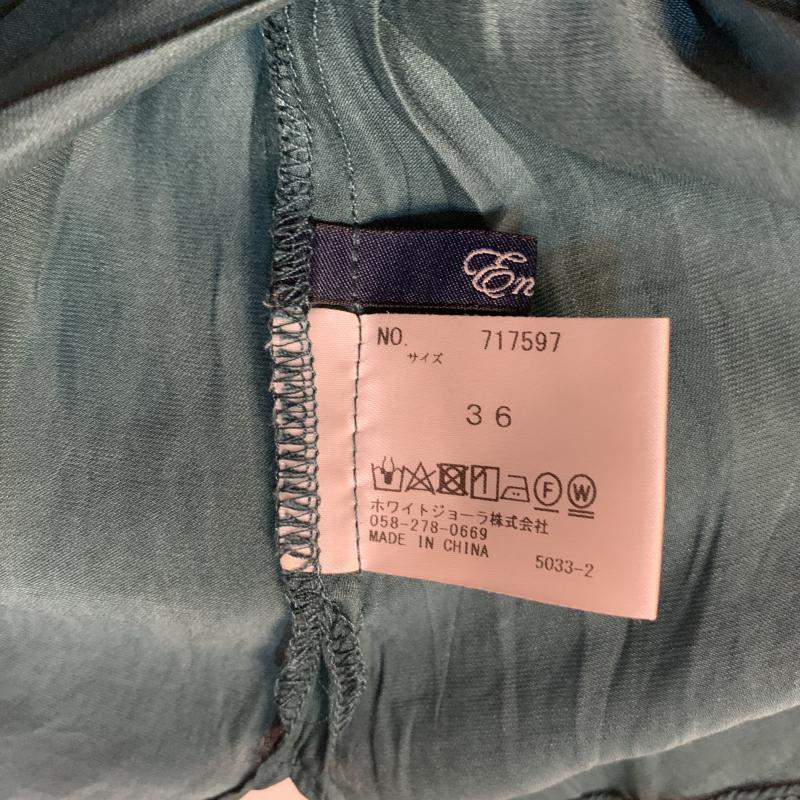 En
NO. 717597
サイズ
36
F W
ホワイトジョーラ株式会社
058-278-0669
MADE IN CHINA
5033-2